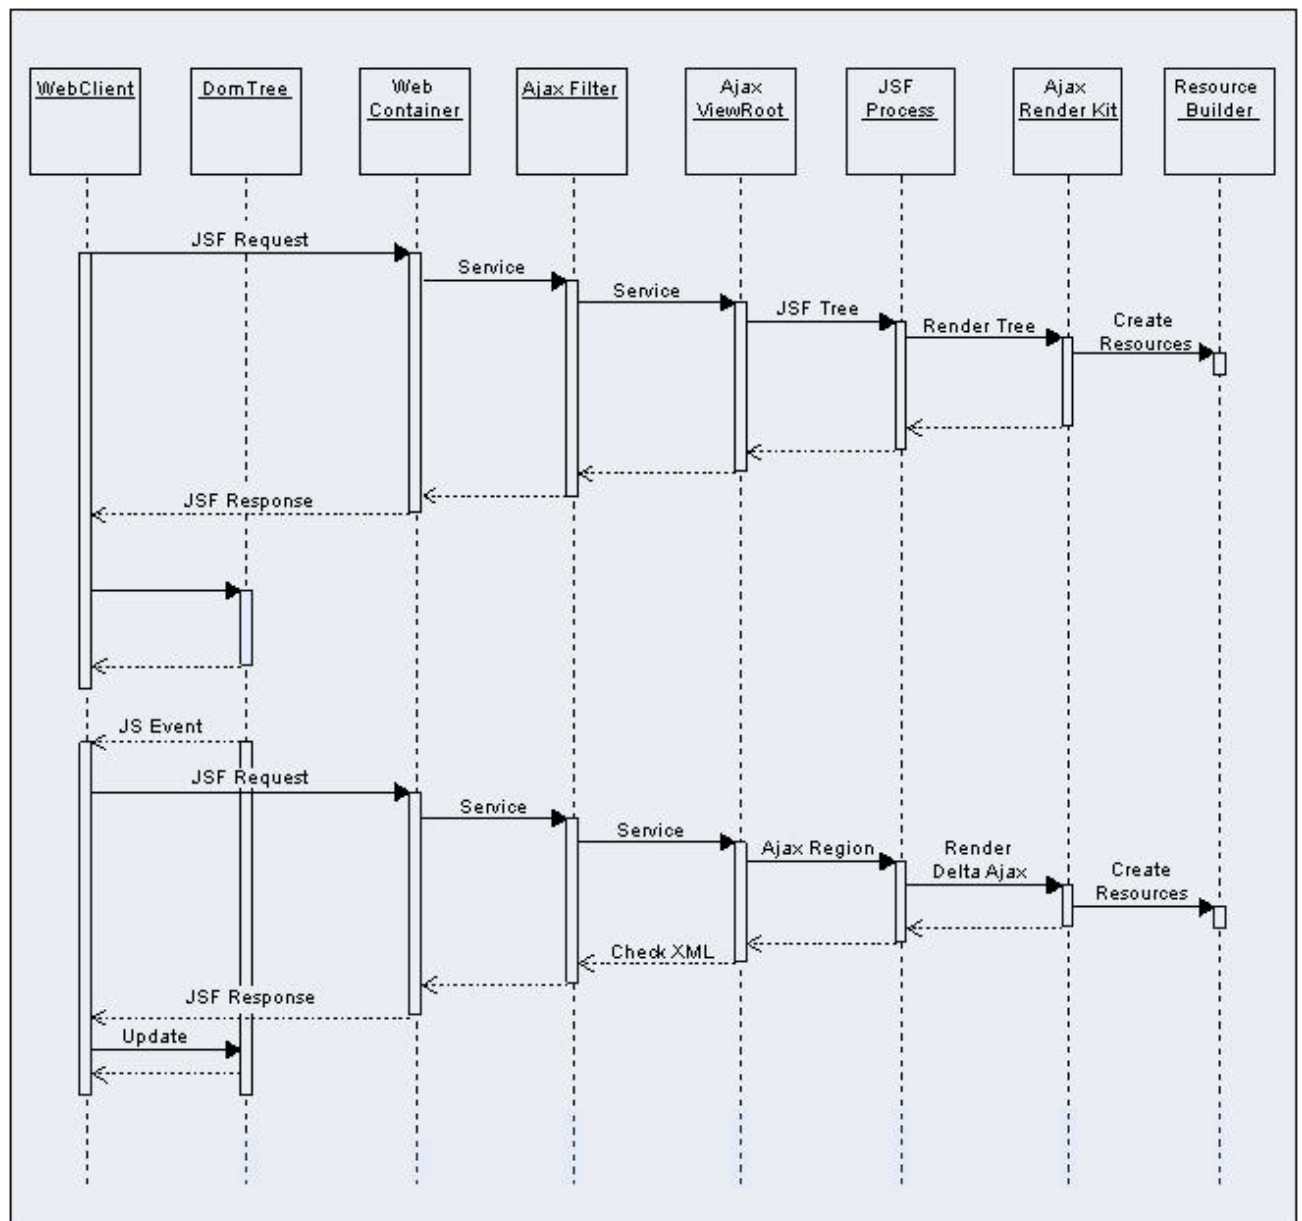 WebClient
DomTree
Web
Container
Ajax Filter
Ajax
ViewRoot
JSF
Process
Ajax
Render Kit
Resource
Builder
JSF Request
Service
Service
JSF Tree
Render Tree
Create
Resources
JSF Response
JS Event
JSF Request
Service
Service
Ajax Region
Render
Delta Ajax
Create
Resources
Check XML
JSF Response
Update